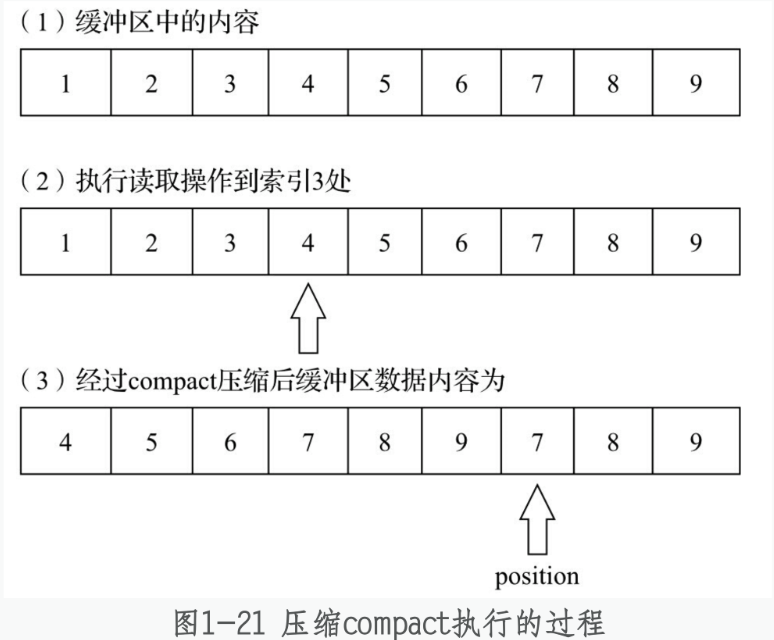 （1）缓冲区中的内容
1 2 3 4 5 6 7 8 9
（2）执行读取操作到索引3处
1 2 3 4 5 6 7 8 9
（3）经过compact压缩后缓冲区数据内容为
4 5 6 7 8 9 7 8 9
position
图1-21 压缩compact执行的过程